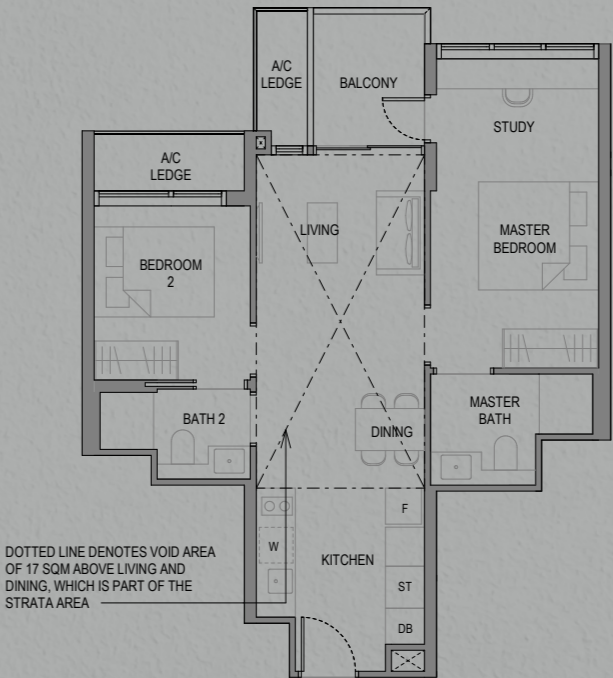 A/C
LEDGE
BALCONY
STUDY
A/C
LEDGE
LIVING
MASTER
BEDROOM
BEDROOM
2
BATH 2
MASTER
BATH
DINING
F
W
KITCHEN
ST
DB
DOTTED LINE DENOTES VOID AREA
OF 17 SQM ABOVE LIVING AND
DINING, WHICH IS PART OF THE
STRATA AREA